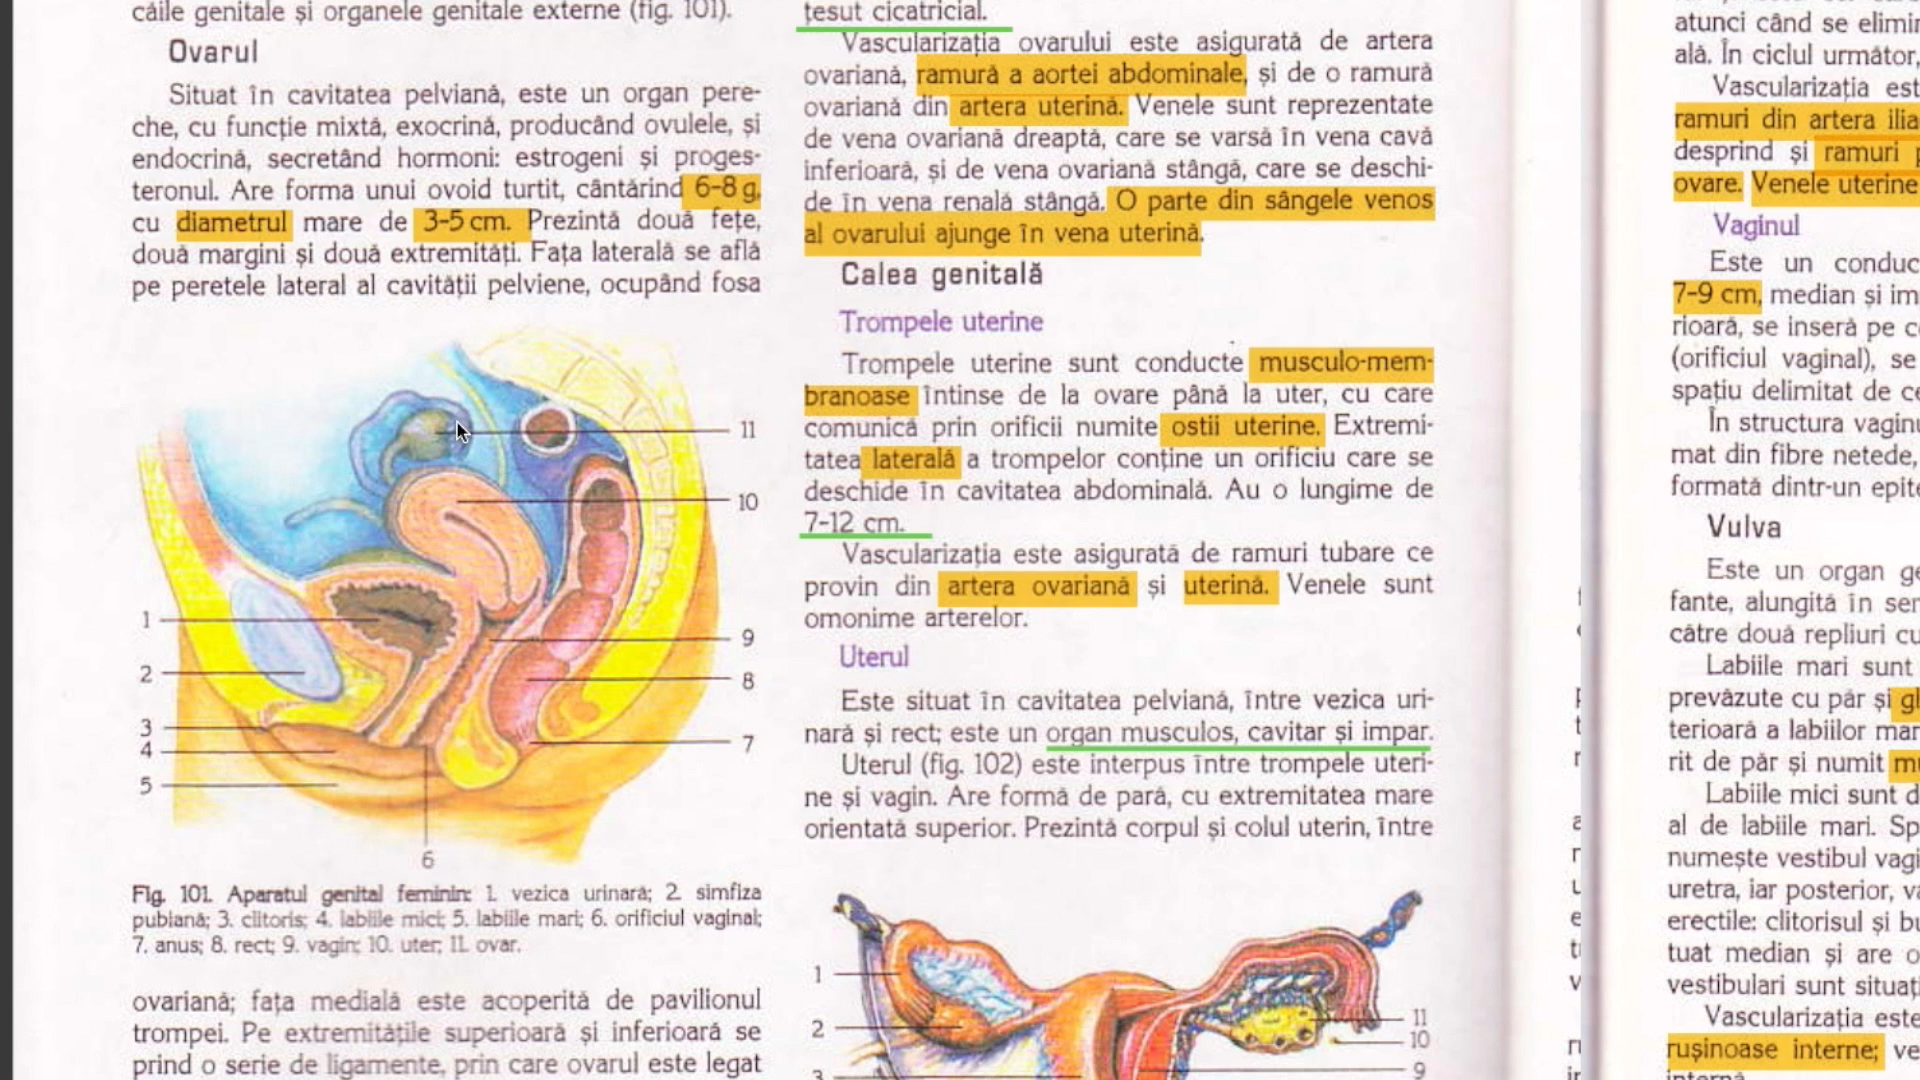 căile genitale și organele genitale externe (fig. 101).
Ovarul
Situat în cavitatea pelviană, este un organ pere-
che, cu funcție mixtă, exocrină, producând ovulele, și
endocrină, secretând hormoni: estrogeni și proges-
teronul. Are forma unui ovoid turtit, cântărind 6-8 g,
cu diametrul mare de 3-5 cm. Prezintă două fețe,
două margini și două extremități. Fața laterală se află
pe peretele lateral al cavității pelviene, ocupând fosa
11
10
1
9
2
8
3
4
7
5
6
Fig. 101. Aparatul genital feminin: 1. vezica urinară; 2. simfiza
pubiană; 3. clitoris; 4. labiile mici; 5. labiile mari; 6. orificiul vaginal;
7. anus; 8. rect; 9. vagin; 10. uter; 11. ovar.
ovariană; fața medială este acoperită de pavilionul
trompei. Pe extremitățile superioară și inferioară se
prind o serie de ligamente, prin care ovarul este legat
țesut cicatricial.
Vascularizația ovarului este asigurată de artera
ovariană, ramură a aortei abdominale, și de o ramură
ovariană din artera uterină. Venele sunt reprezentate
de vena ovariană dreaptă, care se varsă în vena cavă
inferioară, și de vena ovariană stângă, care se deschi-
de în vena renală stângă. O parte din sângele venos
al ovarului ajunge în vena uterină.
Calea genitală
Trompele uterine
Trompele uterine sunt conducte musculo-mem-
branoase întinse de la ovare până la uter, cu care
comunică prin orificii numite ostii uterine. Extremi-
tatea laterală a trompelor conține un orificiu care se
deschide în cavitatea abdominală. Au o lungime de
7-12 cm.
Vascularizația este asigurată de ramuri tubare ce
provin din artera ovariană și uterină. Venele sunt
omonime arterelor.
Uterul
Este situat în cavitatea pelviană, între vezica uri-
nară și rect; este un organ musculos, cavitar și impar.
Uterul (fig. 102) este interpus între trompele uteri-
ne și vagin. Are formă de pară, cu extremitatea mare
orientată superior. Prezintă corpul și colul uterin, între
1
2
3
11
10
9
atunci când se elimin
ală. În ciclul următor,
Vascularizația est
ramuri din artera ilia
desprind și ramuri p
ovare. Venele uterine
Vaginul
Este un conduc
7-9 cm, median și im
rioară, se inseră pe c
(orificiul vaginal), se
spațiu delimitat de ce
În structura vaginu
mat din fibre netede,
formată dintr-un epite
Vulva
Este un organ ge
fante, alungită în sen
către două repliuri cu
Labiile mari sunt
prevăzute cu păr și gl
terioară a labiilor mar
rit de păr și numit mu
Labiile mici sunt d
al de labiile mari. Sp
numește vestibul vagi
uretra, iar posterior, va
erectile: clitorisul și bu
tuat median și are o
vestibulari sunt situați
Vascularizația este
rușinoase interne; ve
internă.